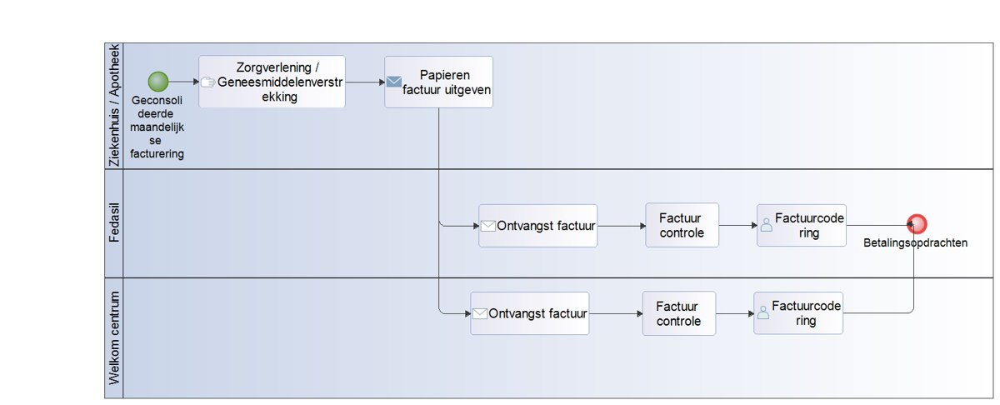 Ziekenhuis / Apotheek
Geconsoli
deerde
maandelijk
se
facturering
Zorgverlening /
Geneesmiddelenverstr
ekking
Papieren
factuur uitgeven
Fedasil
Ontvangst factuur
Factuur
controle
Factuurcode
ring
Betalingsopdrachten
Welkom centrum
Ontvangst factuur
Factuur
controle
Factuurcode
ring